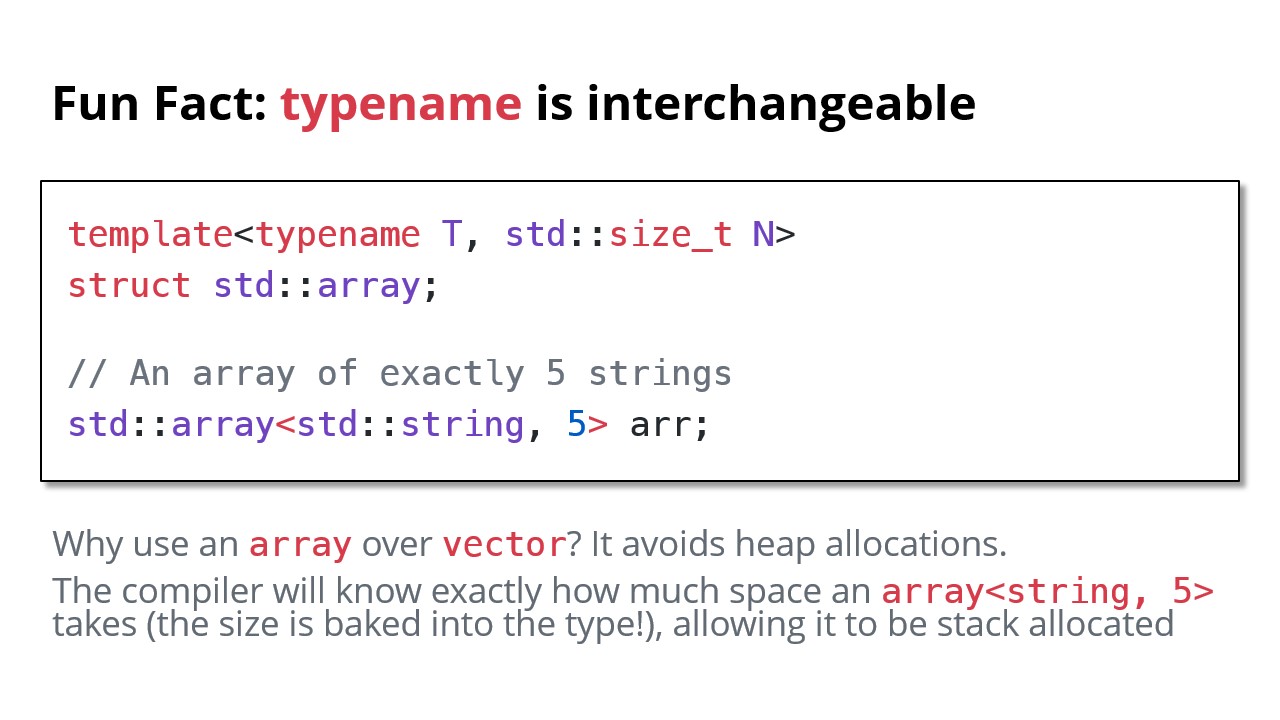 Fun Fact: typename is interchangeable
template<typename T, std::size_t N>
struct std::array;
// An array of exactly 5 strings
std::array<std::string, 5> arr;
Why use an array over vector? It avoids heap allocations.
The compiler will know exactly how much space an array<string, 5>
takes (the size is baked into the type!), allowing it to be stack allocated